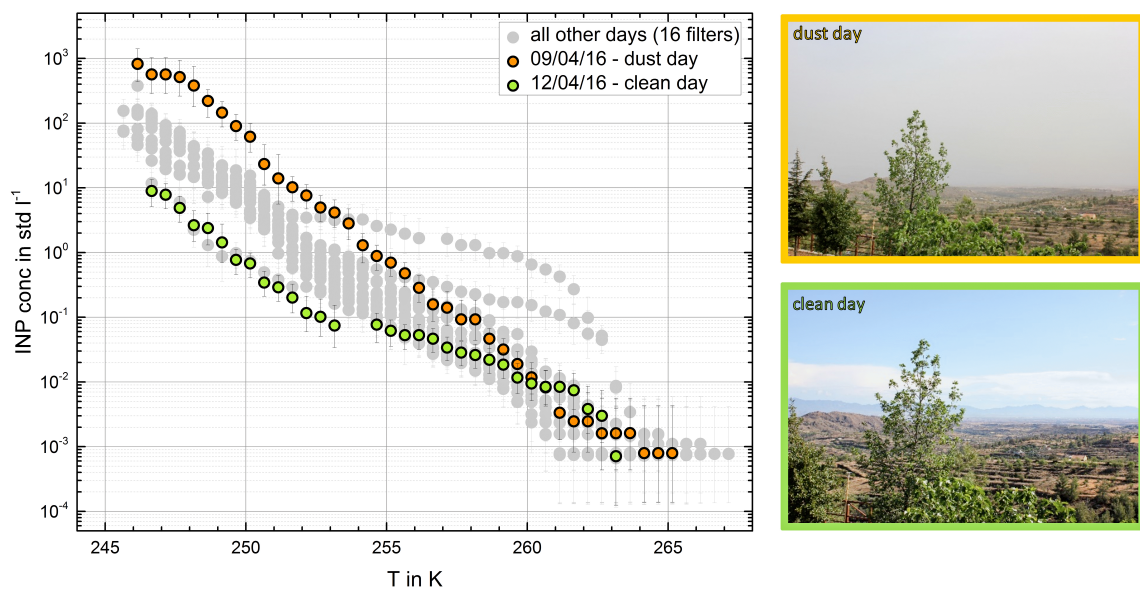 all other days (16 filters)
09/04/16 - dust day
12/04/16 - clean day
10³
10²
10¹
10⁰
10⁻¹
10⁻²
10⁻³
10⁻⁴
INP conc in std l⁻¹
245
250
255
260
265
T in K
dust day
clean day